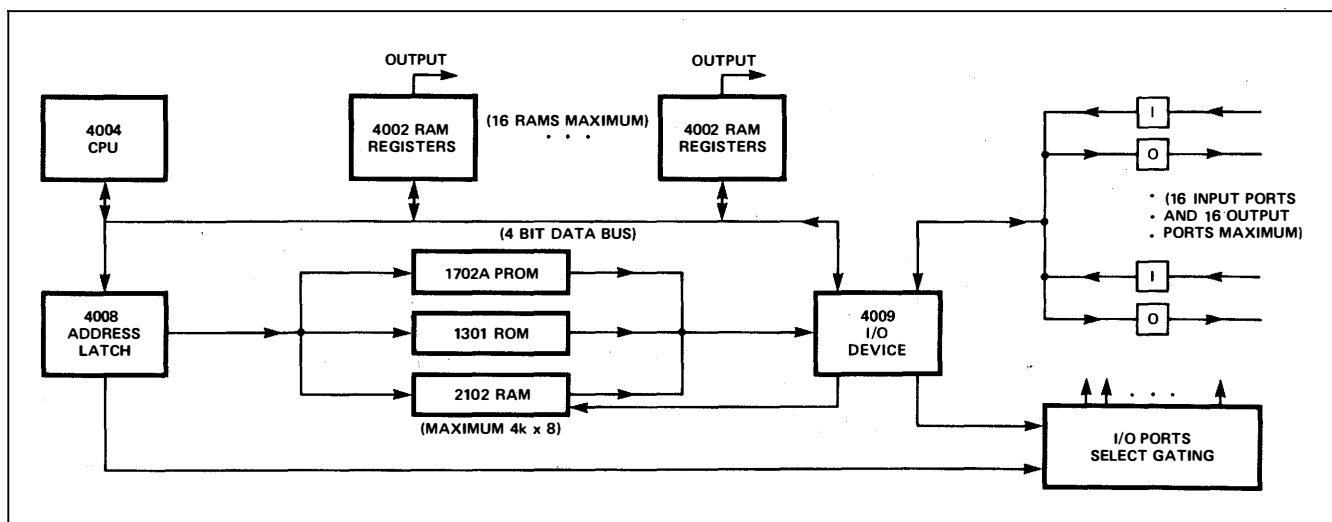 OUTPUT
OUTPUT
4004
CPU
4002 RAM
REGISTERS
(16 RAMS MAXIMUM)
. . .
4002 RAM
REGISTERS
I
O
. (16 INPUT PORTS
. AND 16 OUTPUT
. PORTS MAXIMUM)
I
O
(4 BIT DATA BUS)
4008
ADDRESS
LATCH
1702A PROM
1301 ROM
2102 RAM
(MAXIMUM 4k x 8)
4009
I/O
DEVICE
. . .
I/O PORTS
SELECT GATING